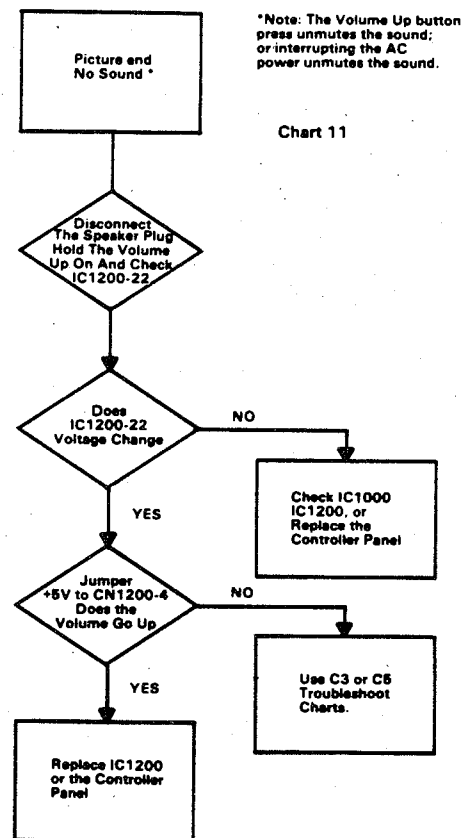 Picture and
No Sound *
*Note: The Volume Up button
press unmutes the sound;
or interrupting the AC
power unmutes the sound.
Chart 11
Disconnect
The Speaker Plug
Hold The Volume
Up On And Check
IC1200-22
Does
IC1200-22
Voltage Change
NO
Check IC1000
IC1200, or
Replace the
Controller Panel
YES
Jumper
+5V to CN1200-4
Does the
Volume Go Up
NO
Use C3 or C5
Troubleshoot
Charts.
YES
Replace IC1200
or the Controller
Panel